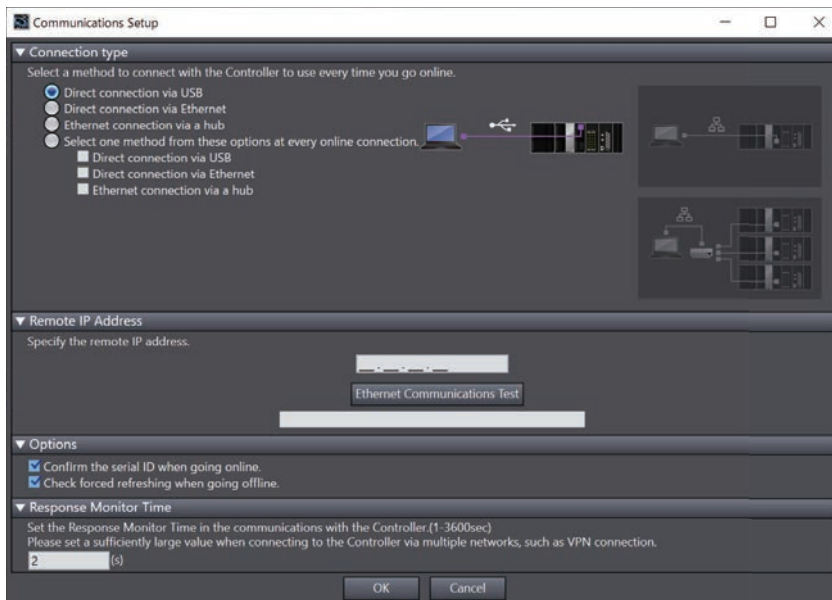 Communications Setup
▼ Connection type
Select a method to connect with the Controller to use every time you go online.
Direct connection via USB
Direct connection via Ethernet
Ethernet connection via a hub
Select one method from these options at every online connection.
Direct connection via USB
Direct connection via Ethernet
Ethernet connection via a hub
▼ Remote IP Address
Specify the remote IP address.
__.__.__.__
Ethernet Communications Test
▼ Options
Confirm the serial ID when going online.
Check forced refreshing when going offline.
▼ Response Monitor Time
Set the Response Monitor Time in the communications with the Controller.(1-3600sec)
Please set a sufficiently large value when connecting to the Controller via multiple networks, such as VPN connection.
2 (s)
OK Cancel